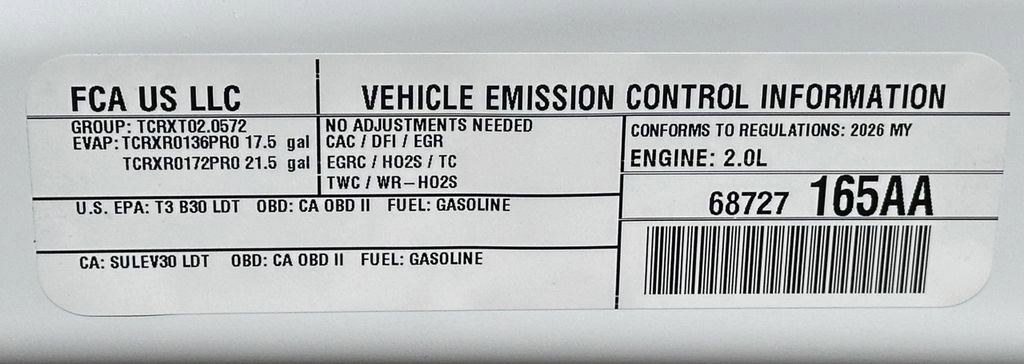 FCA US LLC
VEHICLE EMISSION CONTROL INFORMATION
GROUP: TCRXT02.0572
EVAP: TCRXR0136PR0 17.5 gal
TCRXR0172PR0 21.5 gal
NO ADJUSTMENTS NEEDED
CAC / DFI / EGR
EGRC / HO2S / TC
TWC / WR-HO2S
CONFORMS TO REGULATIONS: 2026 MY
ENGINE: 2.0L
68727 165AA
U.S. EPA: T3 B30 LDT OBD: CA OBD II FUEL: GASOLINE
CA: SULEV30 LDT OBD: CA OBD II FUEL: GASOLINE